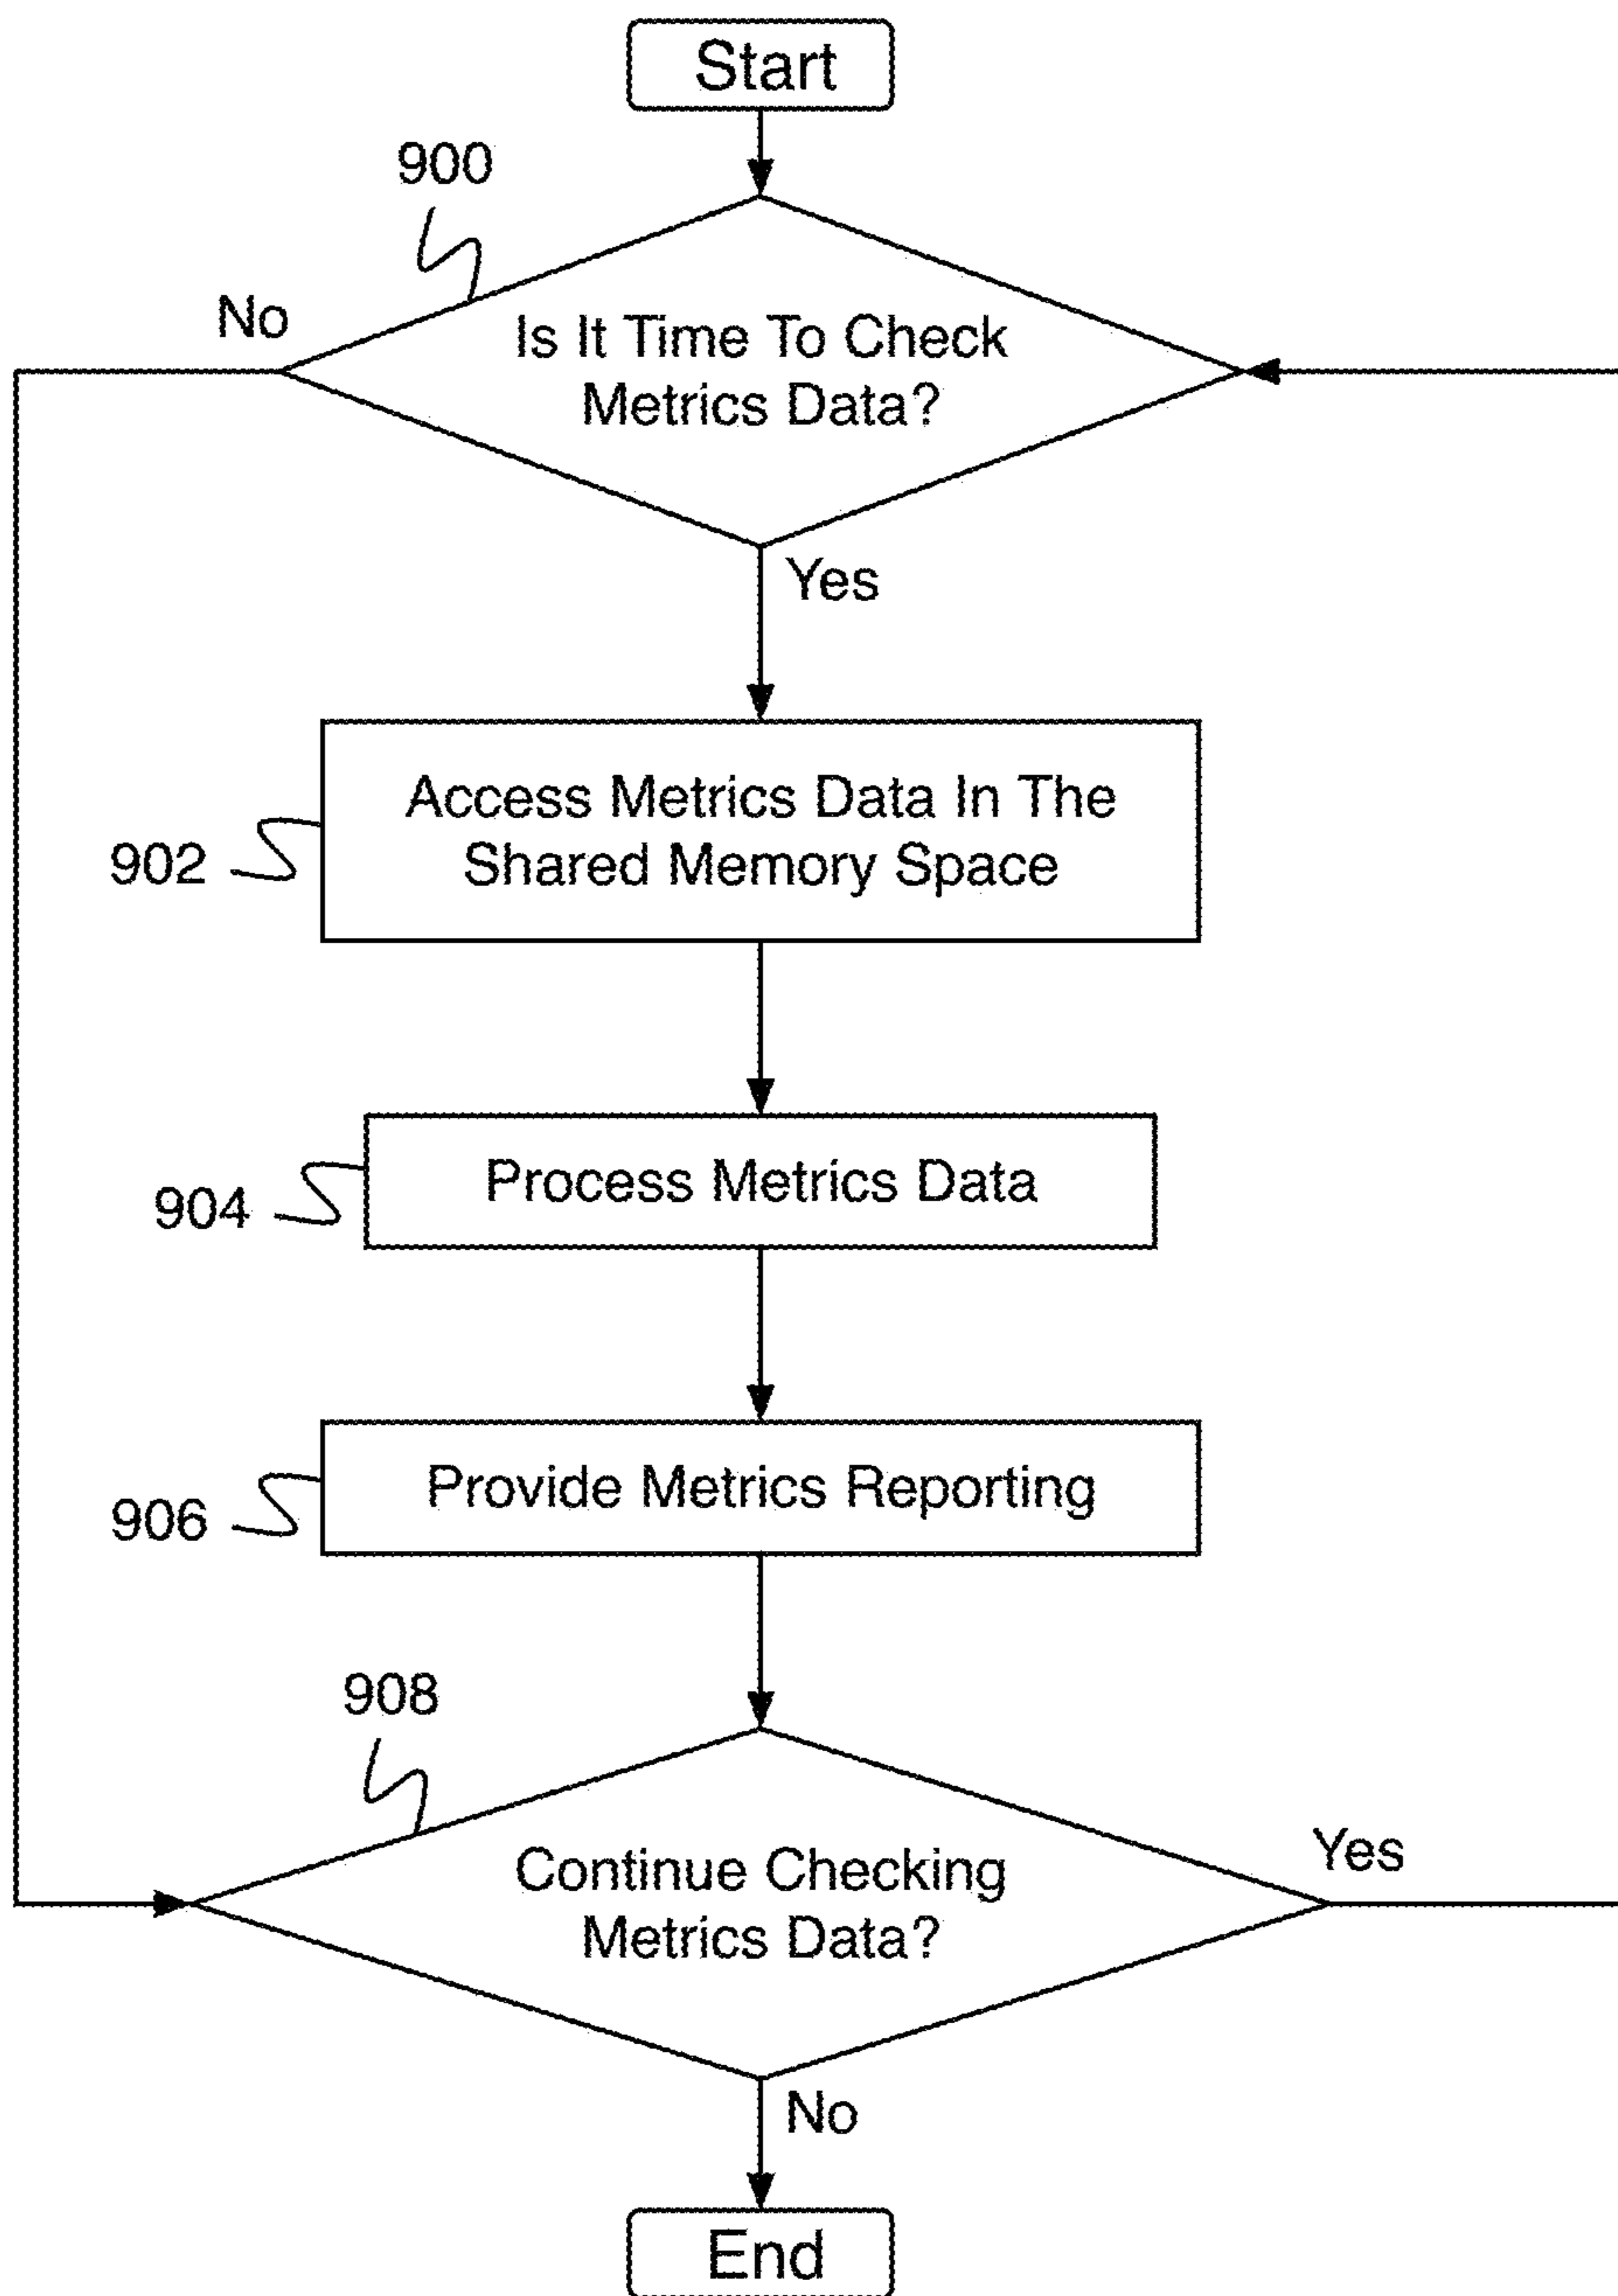 Start
900
No
Is It Time To Check
Metrics Data?
Yes
Access Metrics Data In The
Shared Memory Space
902
Process Metrics Data
904
Provide Metrics Reporting
906
908
Continue Checking
Metrics Data?
Yes
No
End